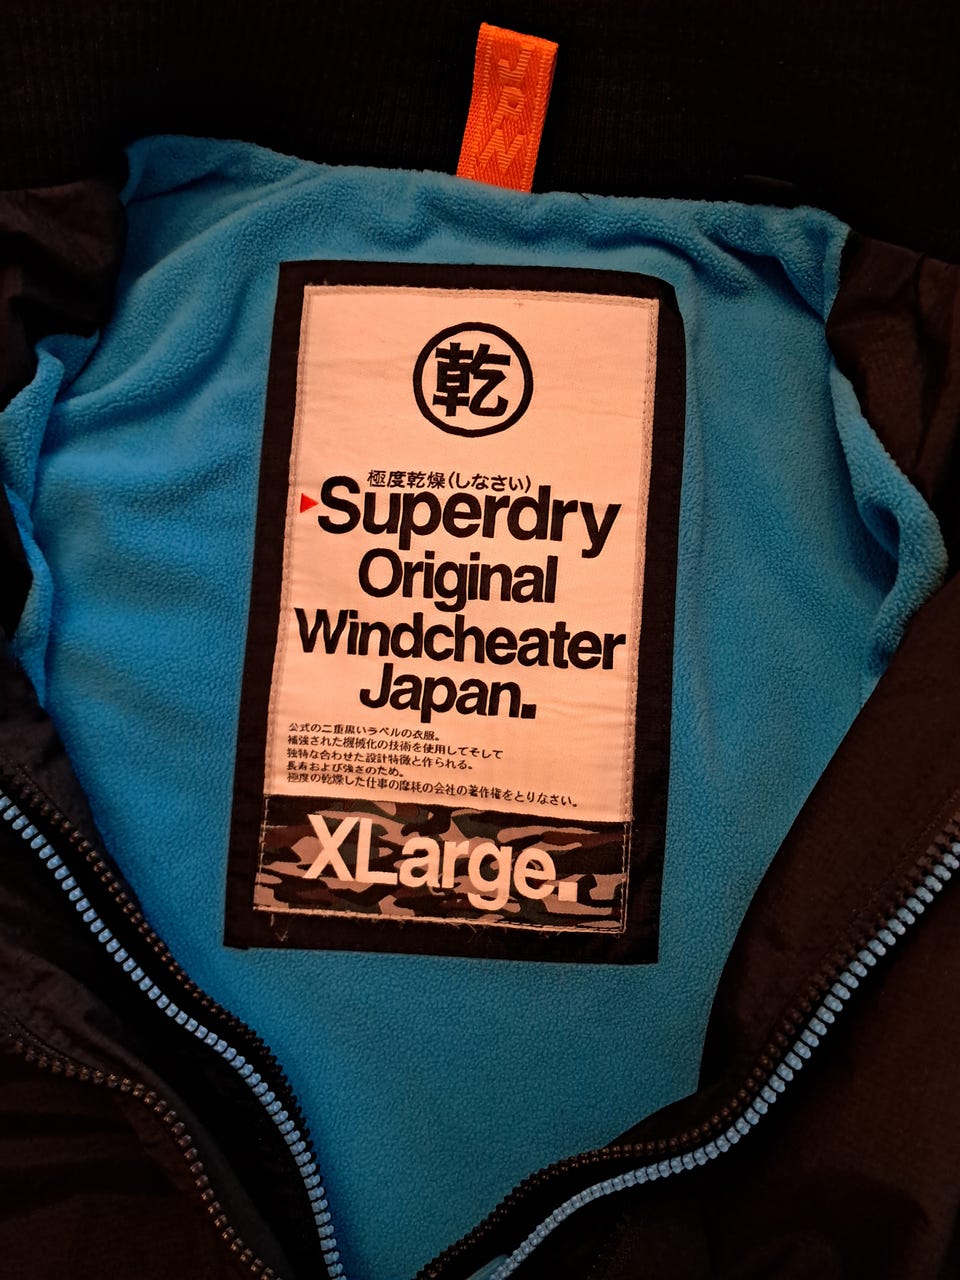 JPN
乾
極度乾燥(しなさい)
Superdry
Original
Windcheater
Japan.
公式の二重黒いラベルの衣服。
補強された機械化の技術を使用してそして
独特な合わせた設計特徴と作られる。
長寿および強さのため。
極度の乾燥した仕事の摩耗の会社の著作権をとりなさい。
XLarge.